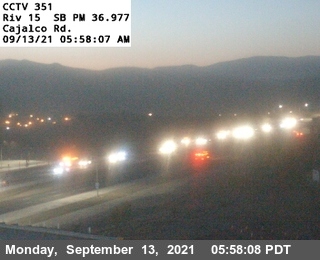 CCTV 351
Riv 15  SB PM 36.977
Cajalco Rd.
09/13/21 05:58:07 AM
Monday, September 13, 2021  05:58:08 PDT